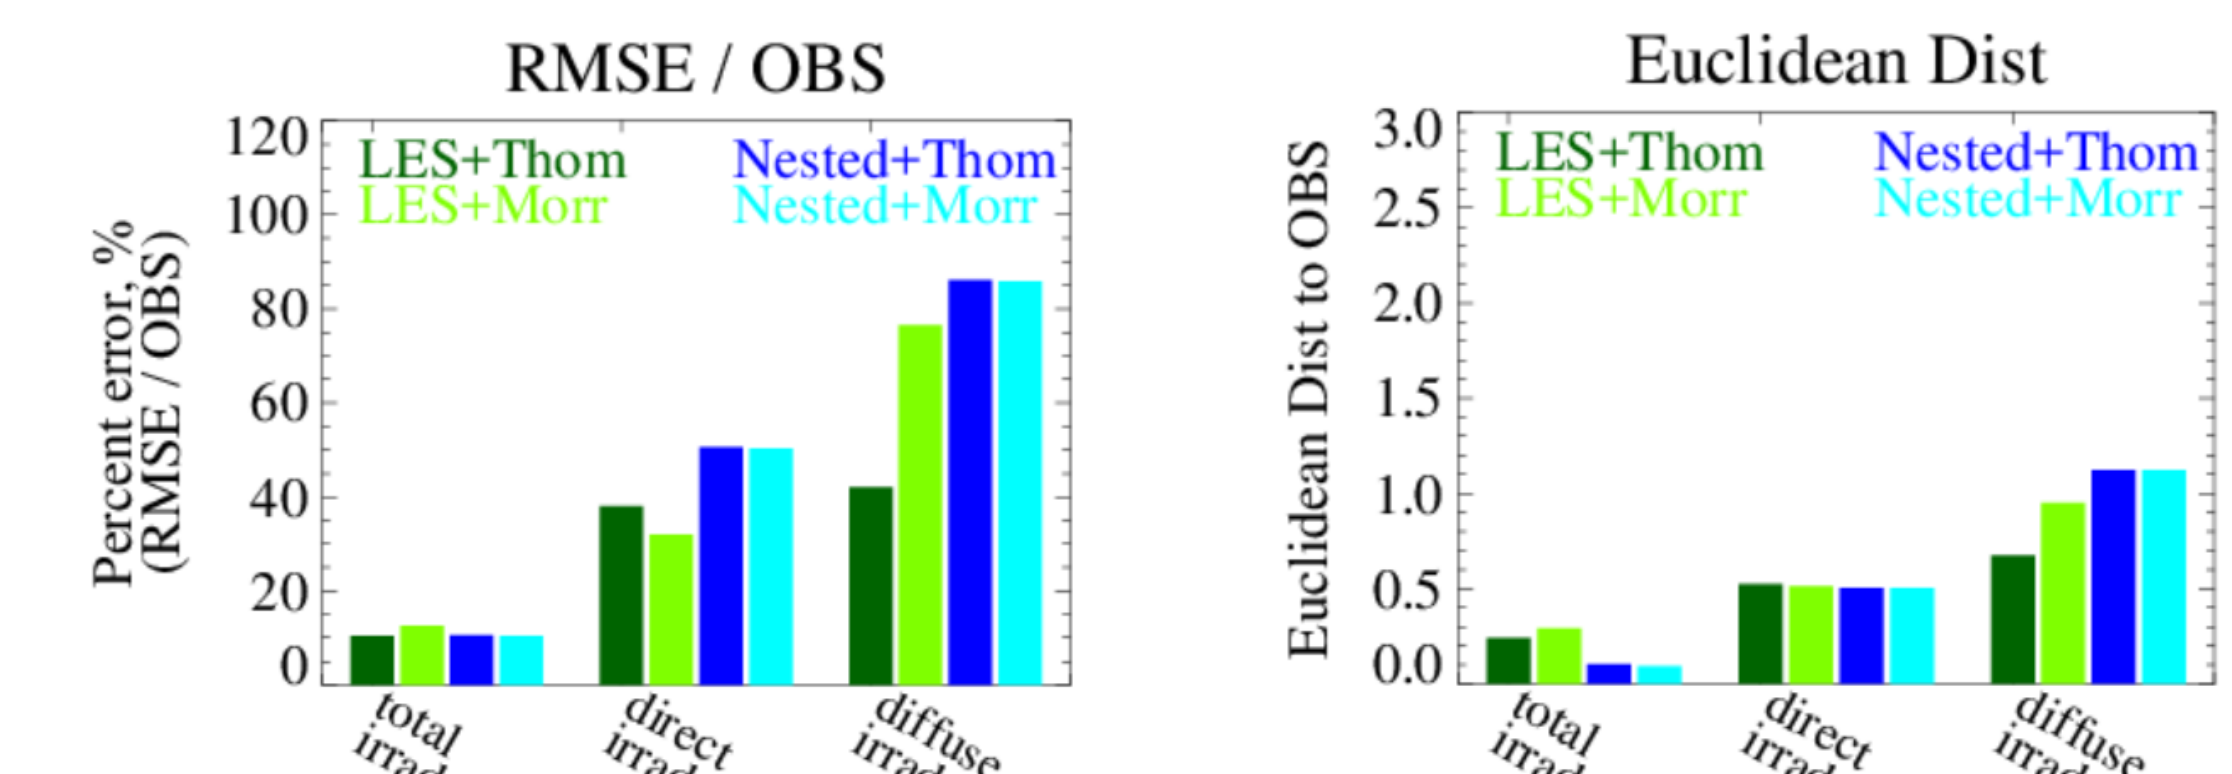 RMSE / OBS
Percent error, %
(RMSE / OBS)
120
100
80
60
40
20
0
LES+Thom
LES+Morr
Nested+Thom
Nested+Morr
total
direct
diffuse
Euclidean Dist
Euclidean Dist to OBS
3.0
2.5
2.0
1.5
1.0
0.5
0.0
LES+Thom
LES+Morr
Nested+Thom
Nested+Morr
total
direct
diffuse